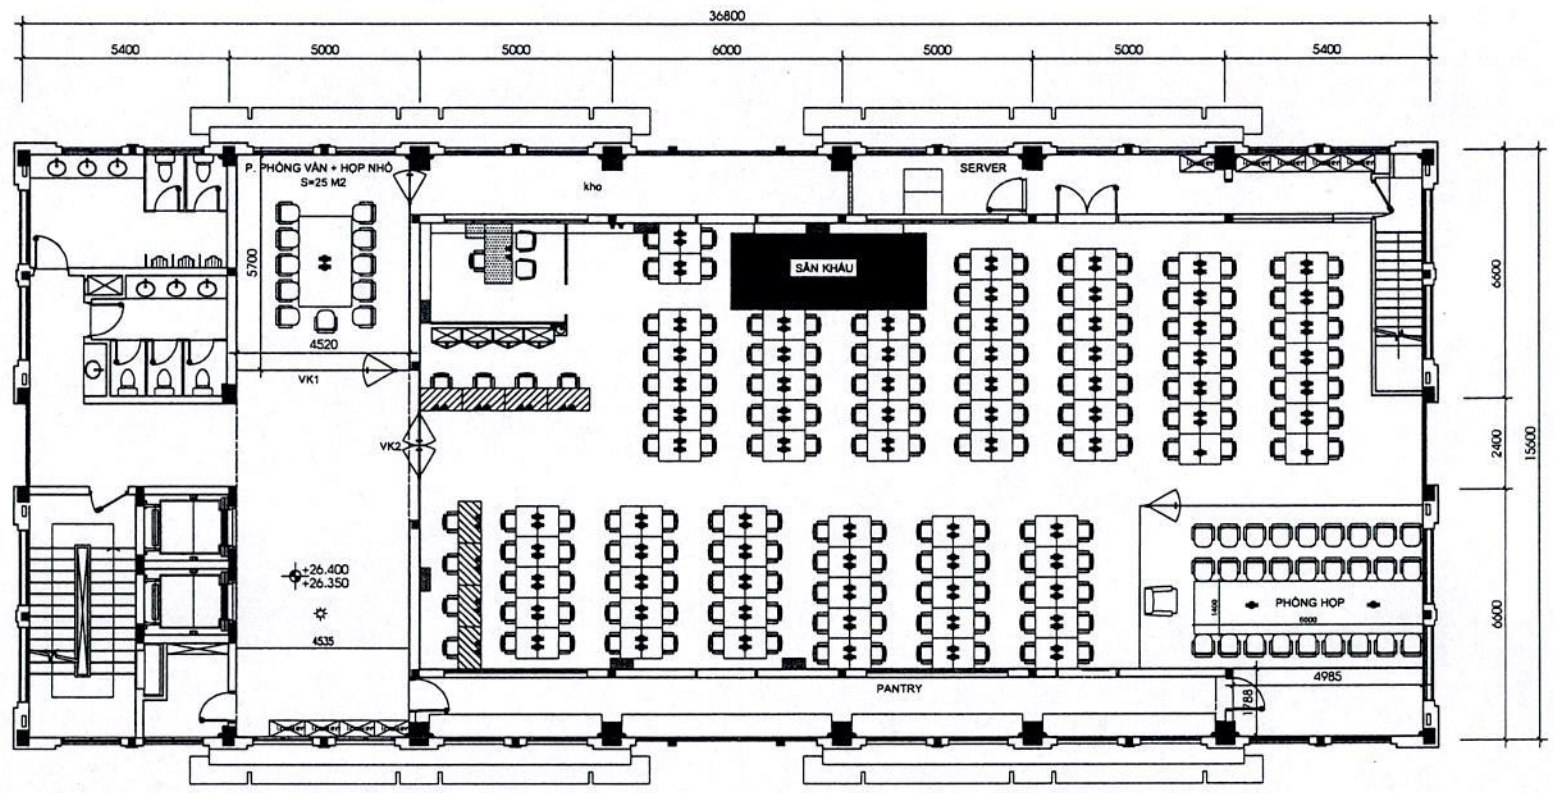 36800
5400
5000
5000
6000
5000
5000
5400
P. PHỎNG VẤN + HỌP NHỎ
S=25 M2
kho
SERVER
5700
SÂN KHẤU
6600
4520
VK1
VK2
2400
15600
+26.400
+26.350
4535
1400
PHÒNG HỌP
6000
6600
PANTRY
1788
4985